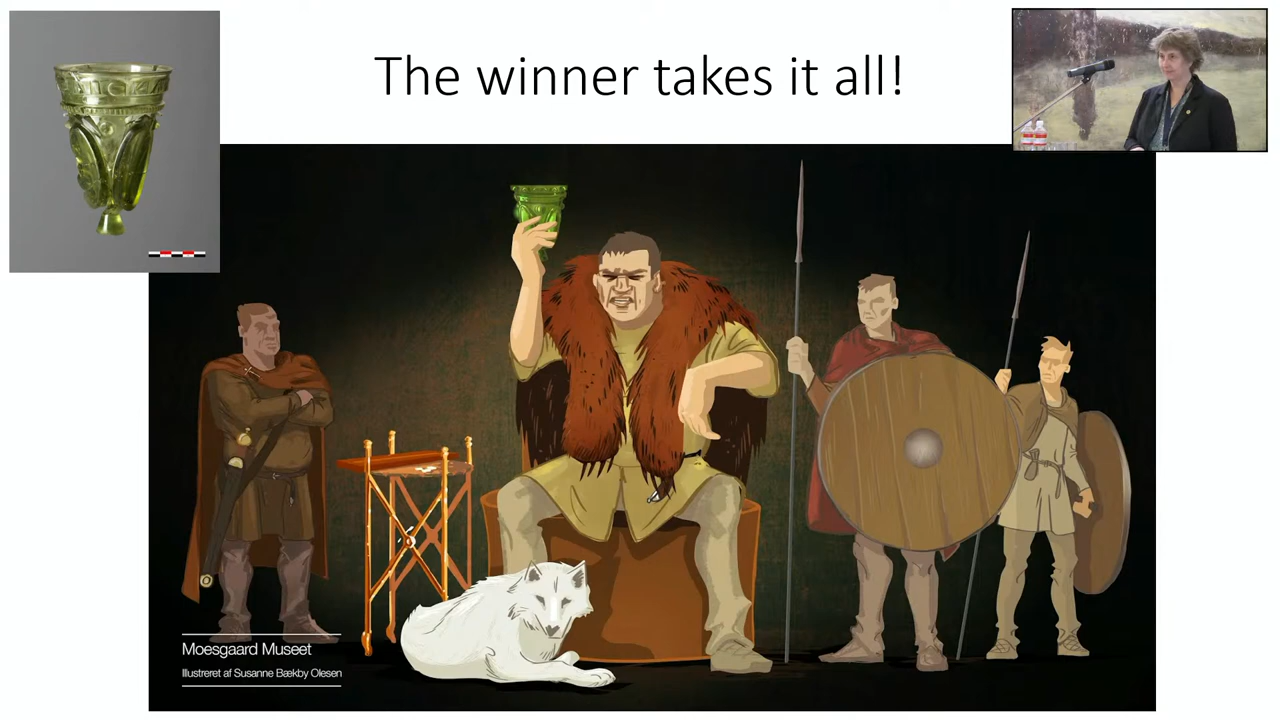 The winner takes it all!
Moesgaard Museet
Illustreret af Susanne Bækby Olesen